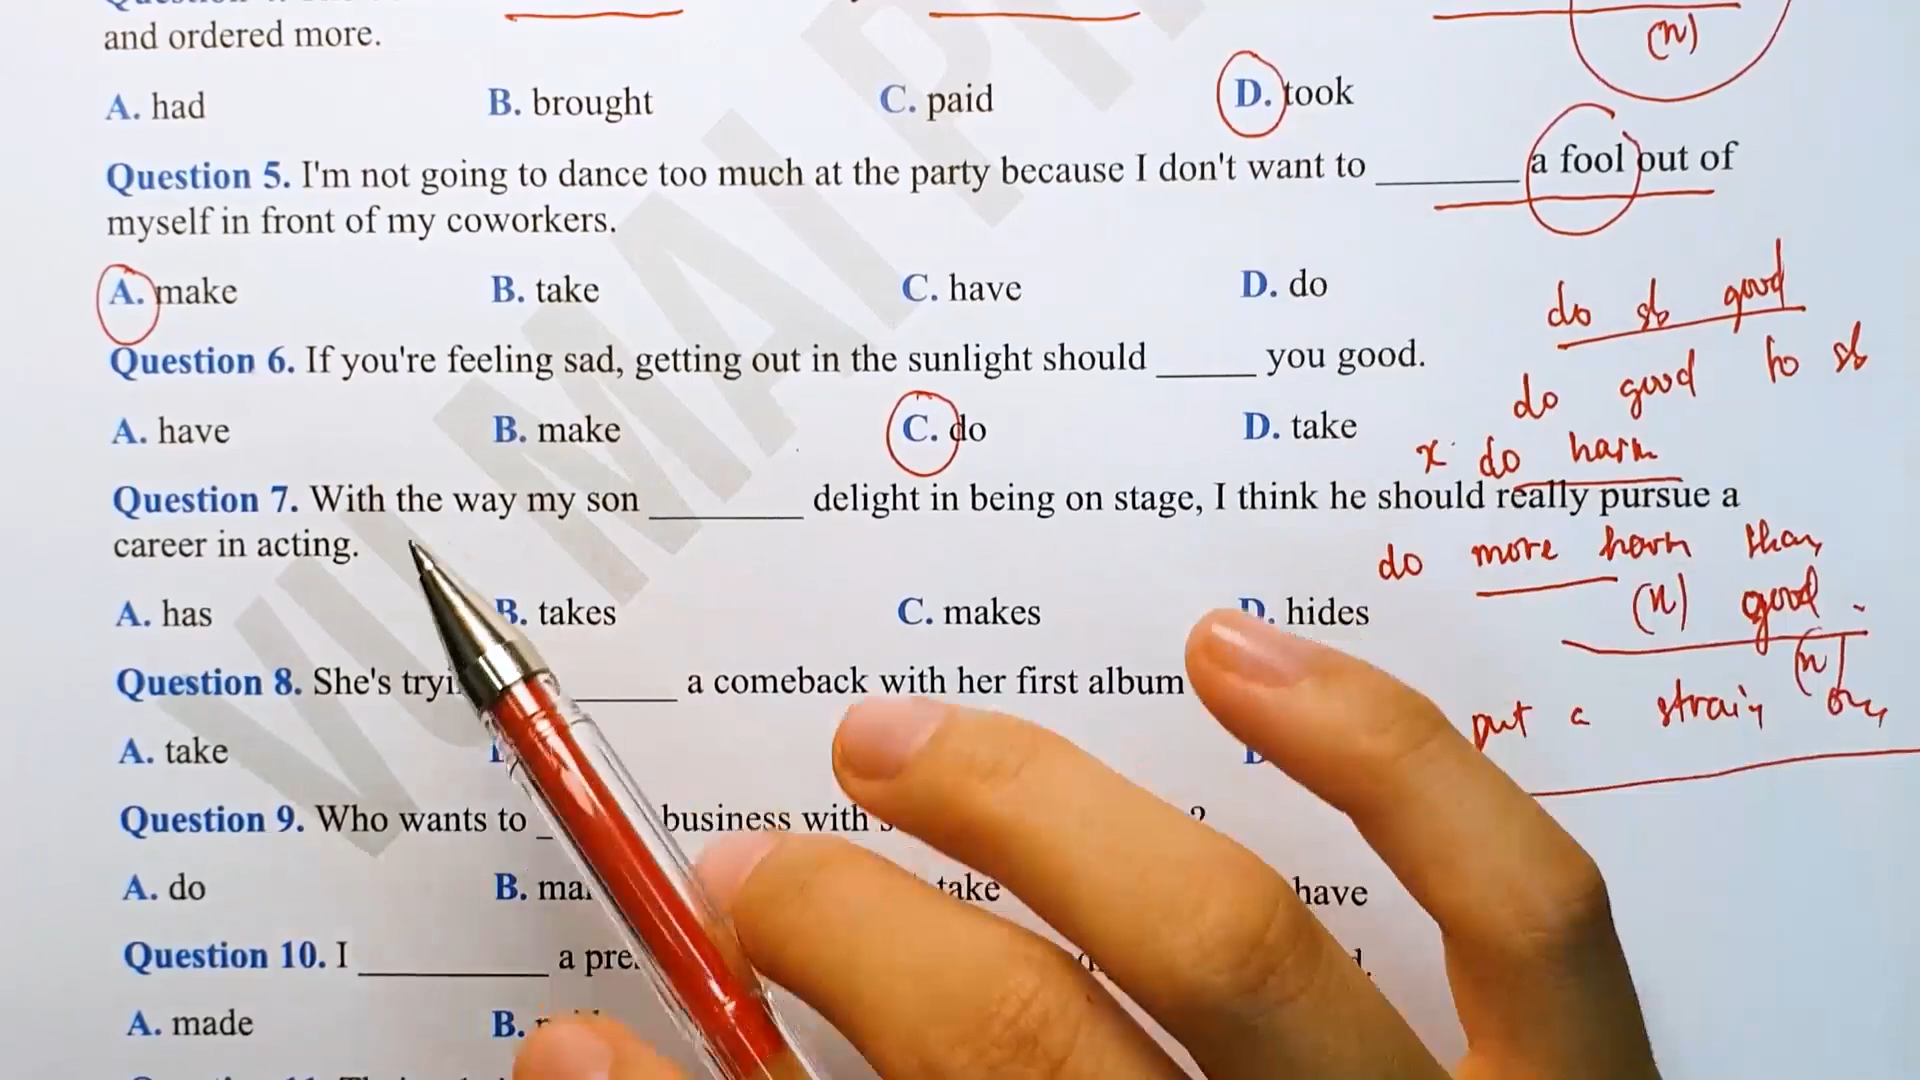 and ordered more.
(n)
A. had B. brought C. paid D. took
Question 5. I'm not going to dance too much at the party because I don't want to ________ a fool out of
myself in front of my coworkers.
A. make B. take C. have D. do
do sb good
Question 6. If you're feeling sad, getting out in the sunlight should _____ you good.
do good to sb
A. have B. make C. do D. take
x do harm
Question 7. With the way my son ________ delight in being on stage, I think he should really pursue a
career in acting.
do more harm than
(n) good
A. has B. takes C. makes D. hides
(n)
Question 8. She's ______ a comeback with her first album
put a strain on
A. take
Question 9. Who wants to _ business with ?
A. do B. take have
Question 10. I __________ a
A. made B.
VU MAI